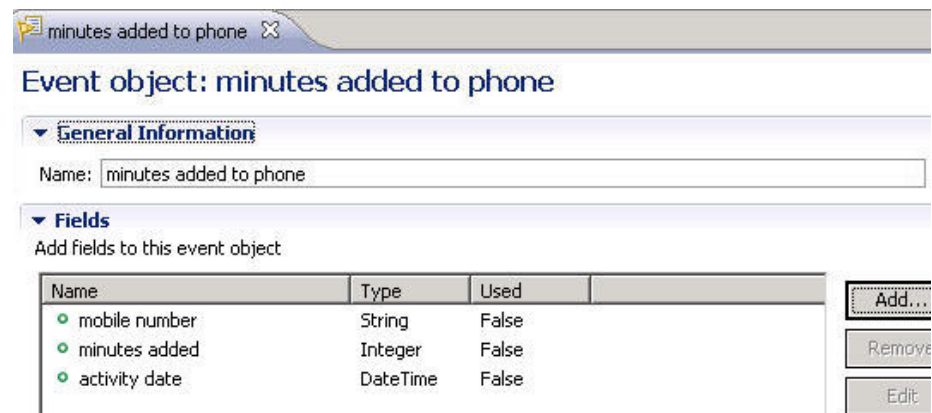 minutes added to phone
Event object: minutes added to phone
General Information
Name: minutes added to phone
Fields
Add fields to this event object
Name Type Used
mobile number String False
minutes added Integer False
activity date DateTime False
Add...
Remove
Edit